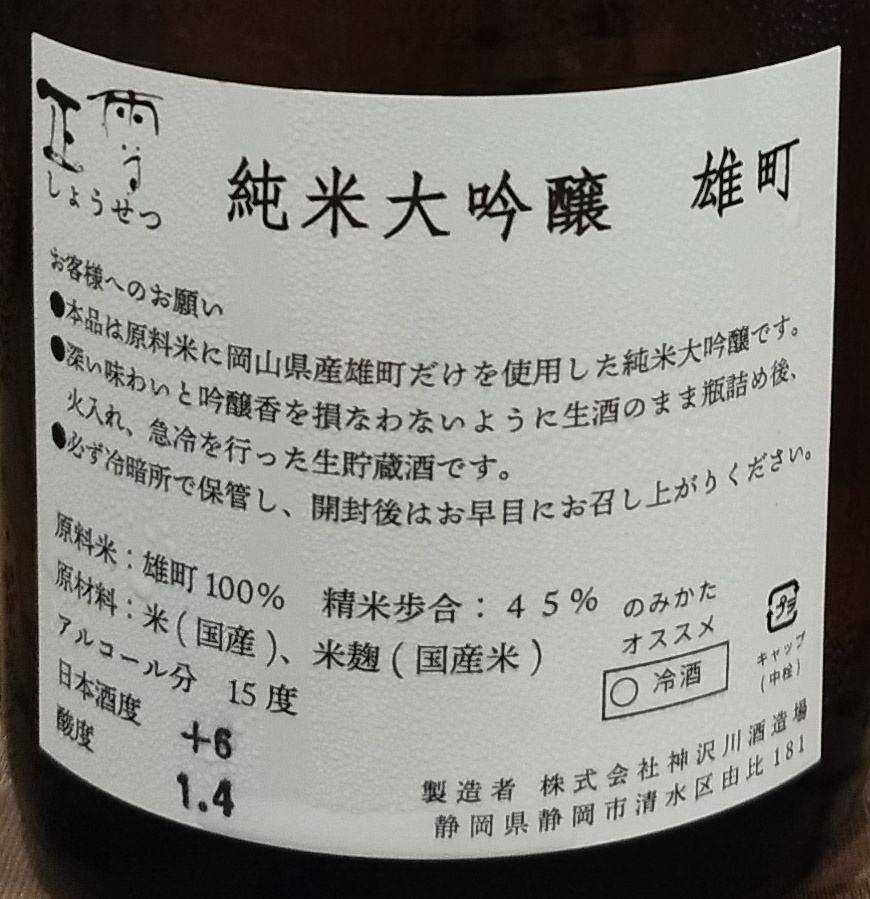 正雪
しょうせつ
純米大吟醸 雄町
お客様へのお願い
●本品は原料米に岡山県産雄町だけを使用した純米大吟醸です。
●深い味わいと吟醸香を損なわないように生酒のまま瓶詰め後、
火入れ、急冷を行った生貯蔵酒です。
●必ず冷暗所で保管し、開封後はお早目にお召し上がりください。
原料米：雄町100％ 精米歩合：４５％
原材料：米(国産)、米麹(国産米)
アルコール分 15度
日本酒度 +6
酸度 1.4
のみかた
オススメ
○ 冷酒
プラ
キャップ
(中栓)
製造者 株式会社神沢川酒造場
静岡県静岡市清水区由比181